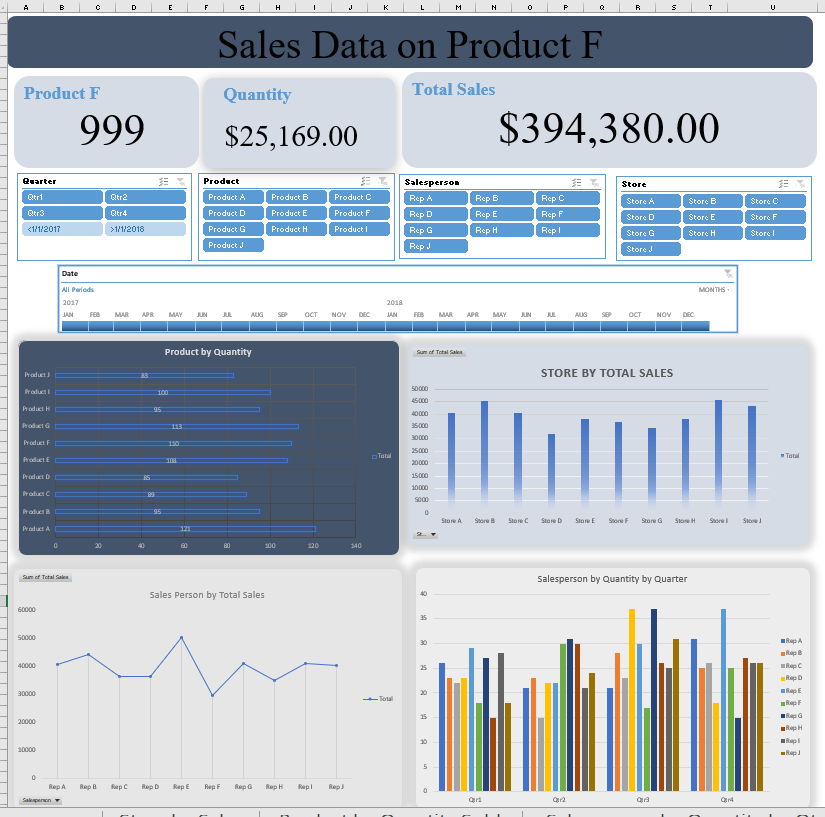 A B C D E F G H I J K L M N O P Q R S T U
Sales Data on Product F
Product F
999
Quantity
$25,169.00
Total Sales
$394,380.00
Quarter
Qtr1 Qtr2
Qtr3 Qtr4
<1/1/2017 >1/1/2018
Product
Product A Product B Product C
Product D Product E Product F
Product G Product H Product I
Product J
Salesperson
Rep A Rep B Rep C
Rep D Rep E Rep F
Rep G Rep H Rep I
Rep J
Store
Store A Store B Store C
Store D Store E Store F
Store G Store H Store I
Store J
Date
All Periods MONTHS
2017 2018
JAN FEB MAR APR MAY JUN JUL AUG SEP OCT NOV DEC JAN FEB MAR APR MAY JUN JUL AUG SEP OCT NOV DEC
Product by Quantity
Product J 83
Product I 100
Product H 95
Product G 113
Product F 110
Product E 108
Product D 85
Product C 89
Product B 95
Product A 121
0 20 40 60 80 100 120 140
Total
Sum of Total Sales
STORE BY TOTAL SALES
50000
45000
40000
35000
30000
25000
20000
15000
10000
5000
0
Store A Store B Store C Store D Store E Store F Store G Store H Store I Store J
Total
St...
Sum of Total Sales
Sales Person by Total Sales
60000
50000
40000
30000
20000
10000
0
Rep A Rep B Rep C Rep D Rep E Rep F Rep G Rep H Rep I Rep J
Total
Salesperson
Salesperson by Quantity by Quarter
40
35
30
25
20
15
10
5
0
Qtr1 Qtr2 Qtr3 Qtr4
Rep A
Rep B
Rep C
Rep D
Rep E
Rep F
Rep G
Rep H
Rep I
Rep J